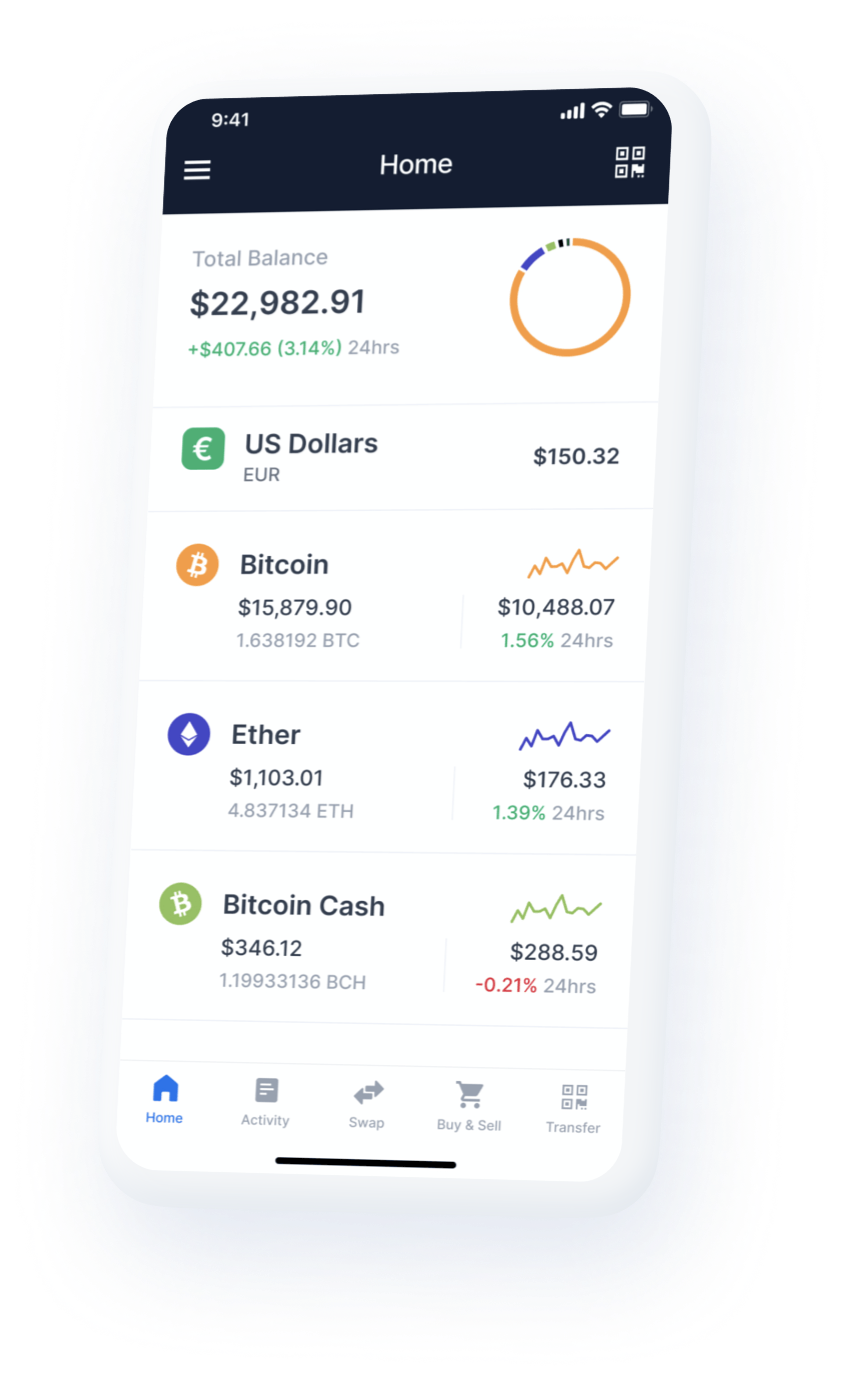 9:41
Home
Total Balance
$22,982.91
+$407.66 (3.14%) 24hrs
€ US Dollars
EUR
$150.32
Bitcoin
$15,879.90
$10,488.07
1.638192 BTC
1.56% 24hrs
Ether
$1,103.01
$176.33
4.837134 ETH
1.39% 24hrs
Bitcoin Cash
$346.12
$288.59
1.19933136 BCH
-0.21% 24hrs
Home
Activity
Swap
Buy & Sell
Transfer